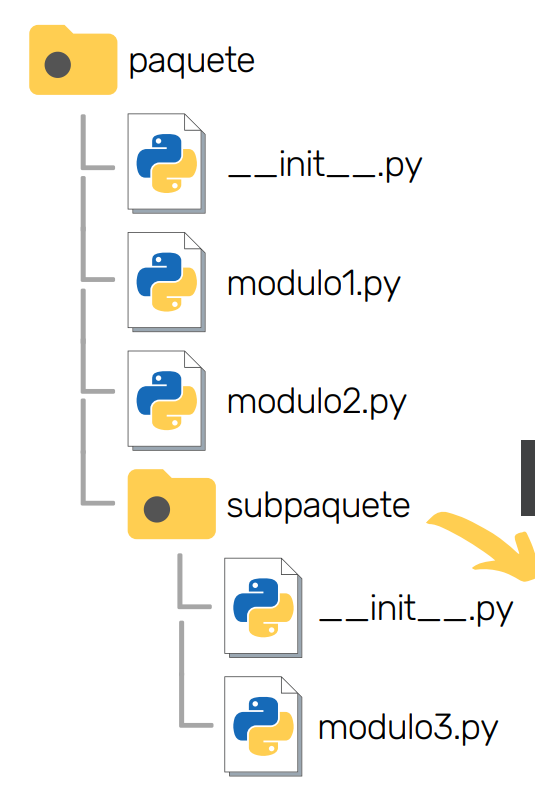 paquete
__init__.py
modulo1.py
modulo2.py
subpaquete
__init__.py
modulo3.py